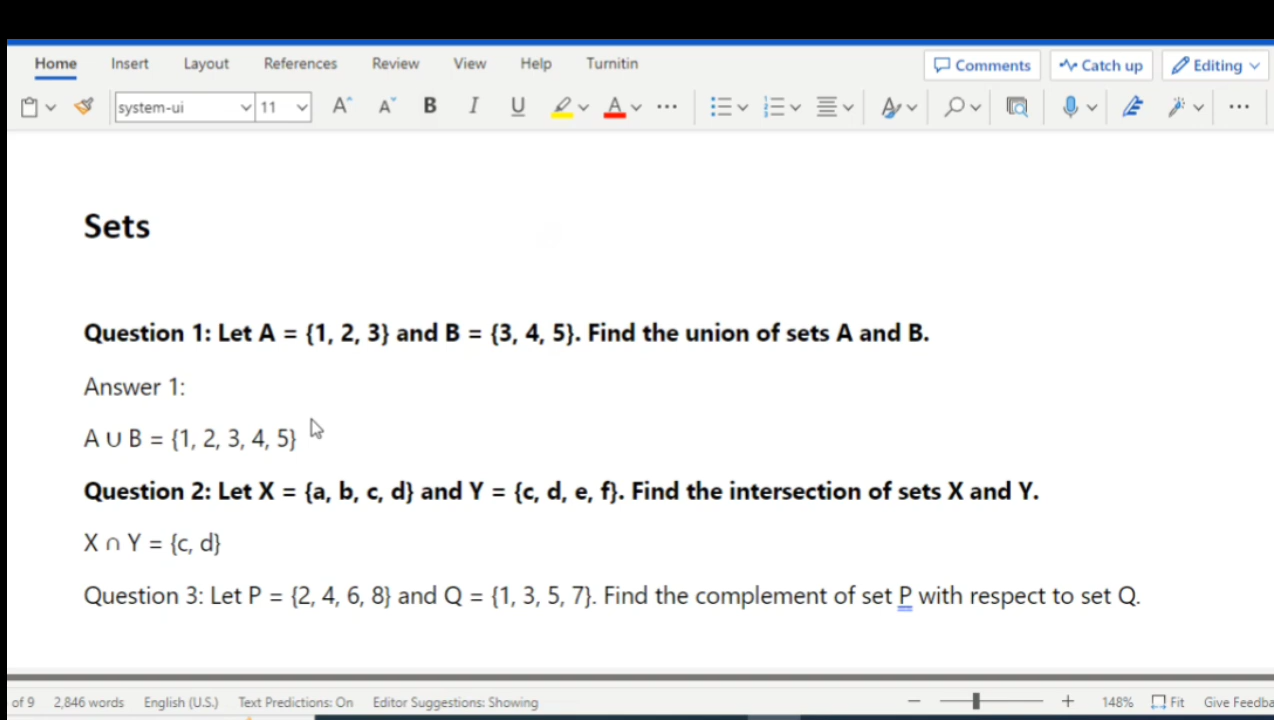 Home Insert Layout References Review View Help Turnitin Comments Catch up Editing
system-ui 11 A A B I U A
Sets
Question 1: Let A = {1, 2, 3} and B = {3, 4, 5}. Find the union of sets A and B.
Answer 1:
A ∪ B = {1, 2, 3, 4, 5}
Question 2: Let X = {a, b, c, d} and Y = {c, d, e, f}. Find the intersection of sets X and Y.
X ∩ Y = {c, d}
Question 3: Let P = {2, 4, 6, 8} and Q = {1, 3, 5, 7}. Find the complement of set P with respect to set Q.
of 9 2,846 words English (U.S.) Text Predictions: On Editor Suggestions: Showing − + 148% Fit Give Feedba